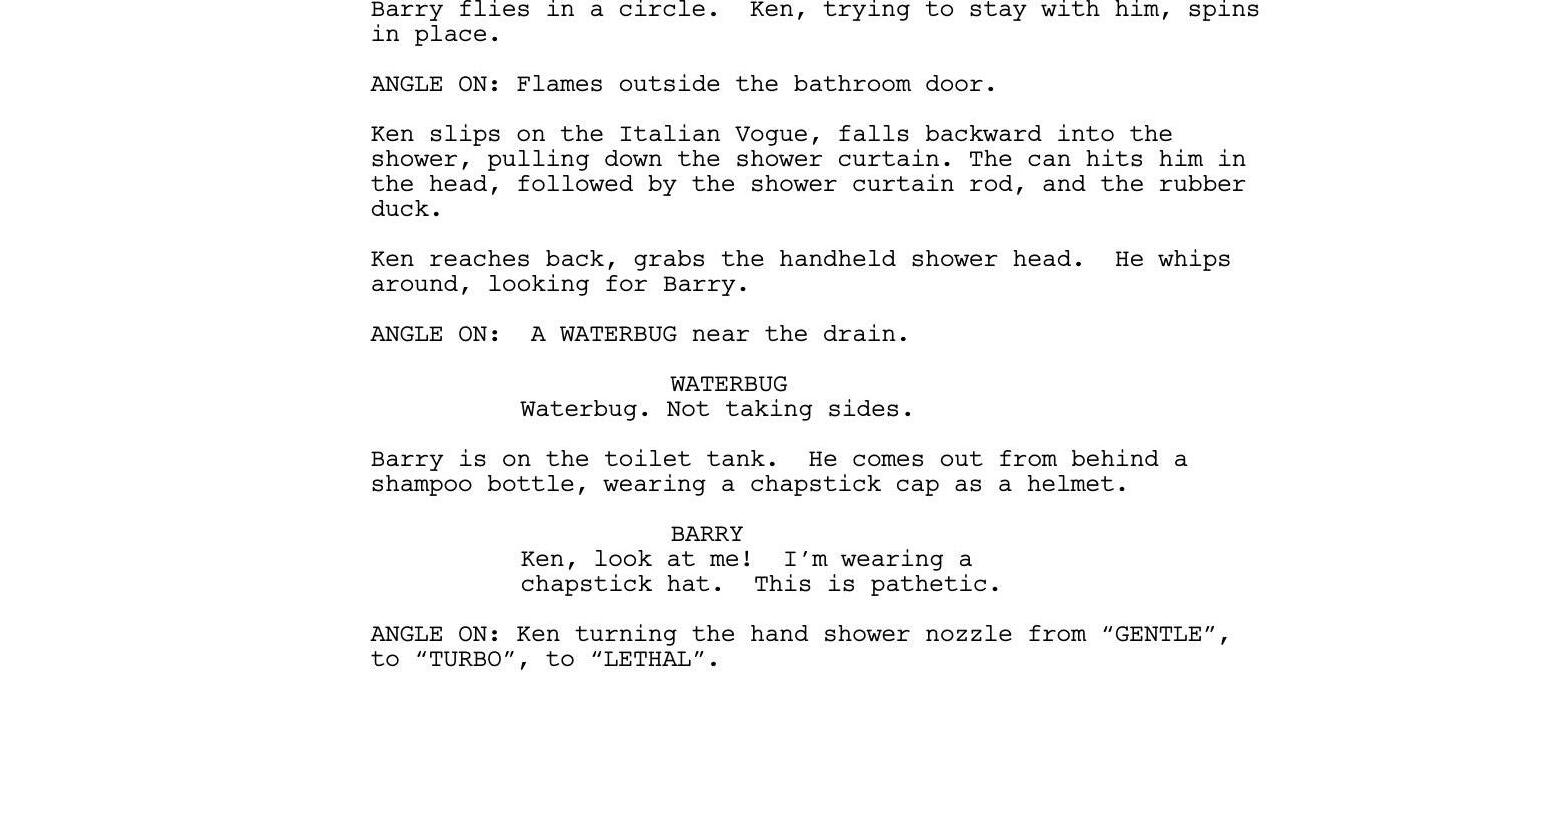 Barry flies in a circle.  Ken, trying to stay with him, spins
in place.
ANGLE ON: Flames outside the bathroom door.
Ken slips on the Italian Vogue, falls backward into the
shower, pulling down the shower curtain. The can hits him in
the head, followed by the shower curtain rod, and the rubber
duck.
Ken reaches back, grabs the handheld shower head.  He whips
around, looking for Barry.
ANGLE ON:  A WATERBUG near the drain.
WATERBUG
Waterbug. Not taking sides.
Barry is on the toilet tank.  He comes out from behind a
shampoo bottle, wearing a chapstick cap as a helmet.
BARRY
Ken, look at me!  I’m wearing a
chapstick hat.  This is pathetic.
ANGLE ON: Ken turning the hand shower nozzle from “GENTLE”,
to “TURBO”, to “LETHAL”.